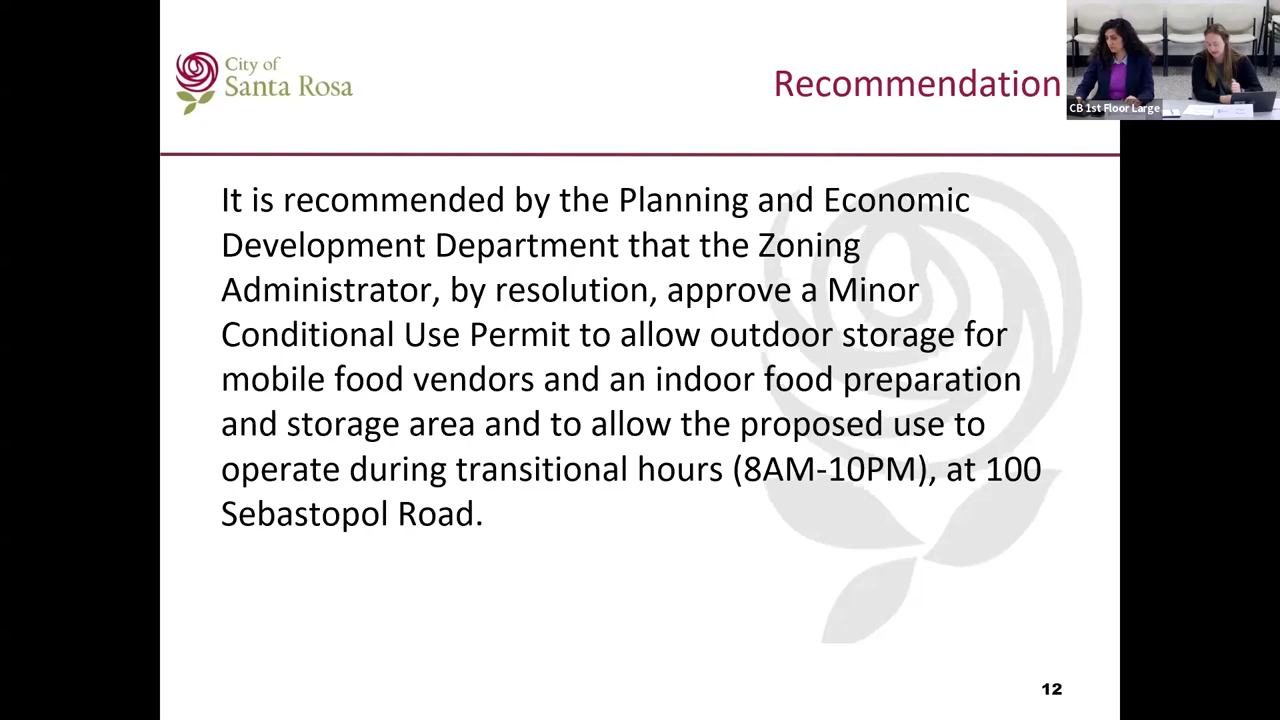 City of
Santa Rosa
Recommendation
CB 1st Floor Large
It is recommended by the Planning and Economic
Development Department that the Zoning
Administrator, by resolution, approve a Minor
Conditional Use Permit to allow outdoor storage for
mobile food vendors and an indoor food preparation
and storage area and to allow the proposed use to
operate during transitional hours (8AM-10PM), at 100
Sebastopol Road.
12